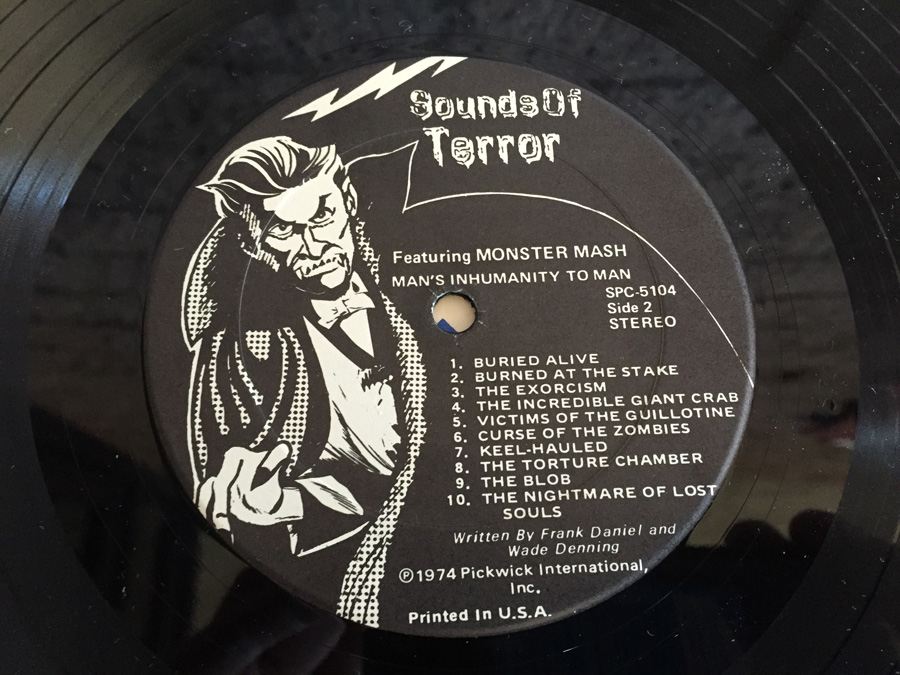 SoundsOf
Terror
Featuring MONSTER MASH
MAN'S INHUMANITY TO MAN
SPC-5104
Side 2
STEREO
1. BURIED ALIVE
2. BURNED AT THE STAKE
3. THE EXORCISM
4. THE INCREDIBLE GIANT CRAB
5. VICTIMS OF THE GUILLOTINE
6. CURSE OF THE ZOMBIES
7. KEEL-HAULED
8. THE TORTURE CHAMBER
9. THE BLOB
10. THE NIGHTMARE OF LOST
SOULS
Written By Frank Daniel and
Wade Denning
℗1974 Pickwick International,
Inc.
Printed In U.S.A.